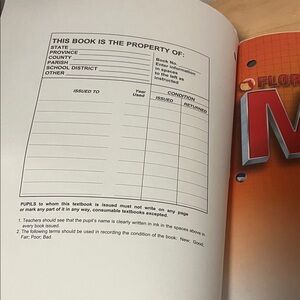 THIS BOOK IS THE PROPERTY OF:
STATE
PROVINCE
COUNTY
PARISH
SCHOOL DISTRICT
OTHER
Book No.
Enter information
in spaces
to the left as
instructed
ISSUED TO
Year
Used
CONDITION
ISSUED
RETURNED
PUPILS to whom this textbook is issued must not write on any page
or mark any part of it in any way, consumable textbooks excepted.
1. Teachers should see that the pupil's name is clearly written in ink in the spaces above in
every book issued.
2. The following terms should be used in recording the condition of the book: New; Good;
Fair; Poor; Bad.
FLOR
M